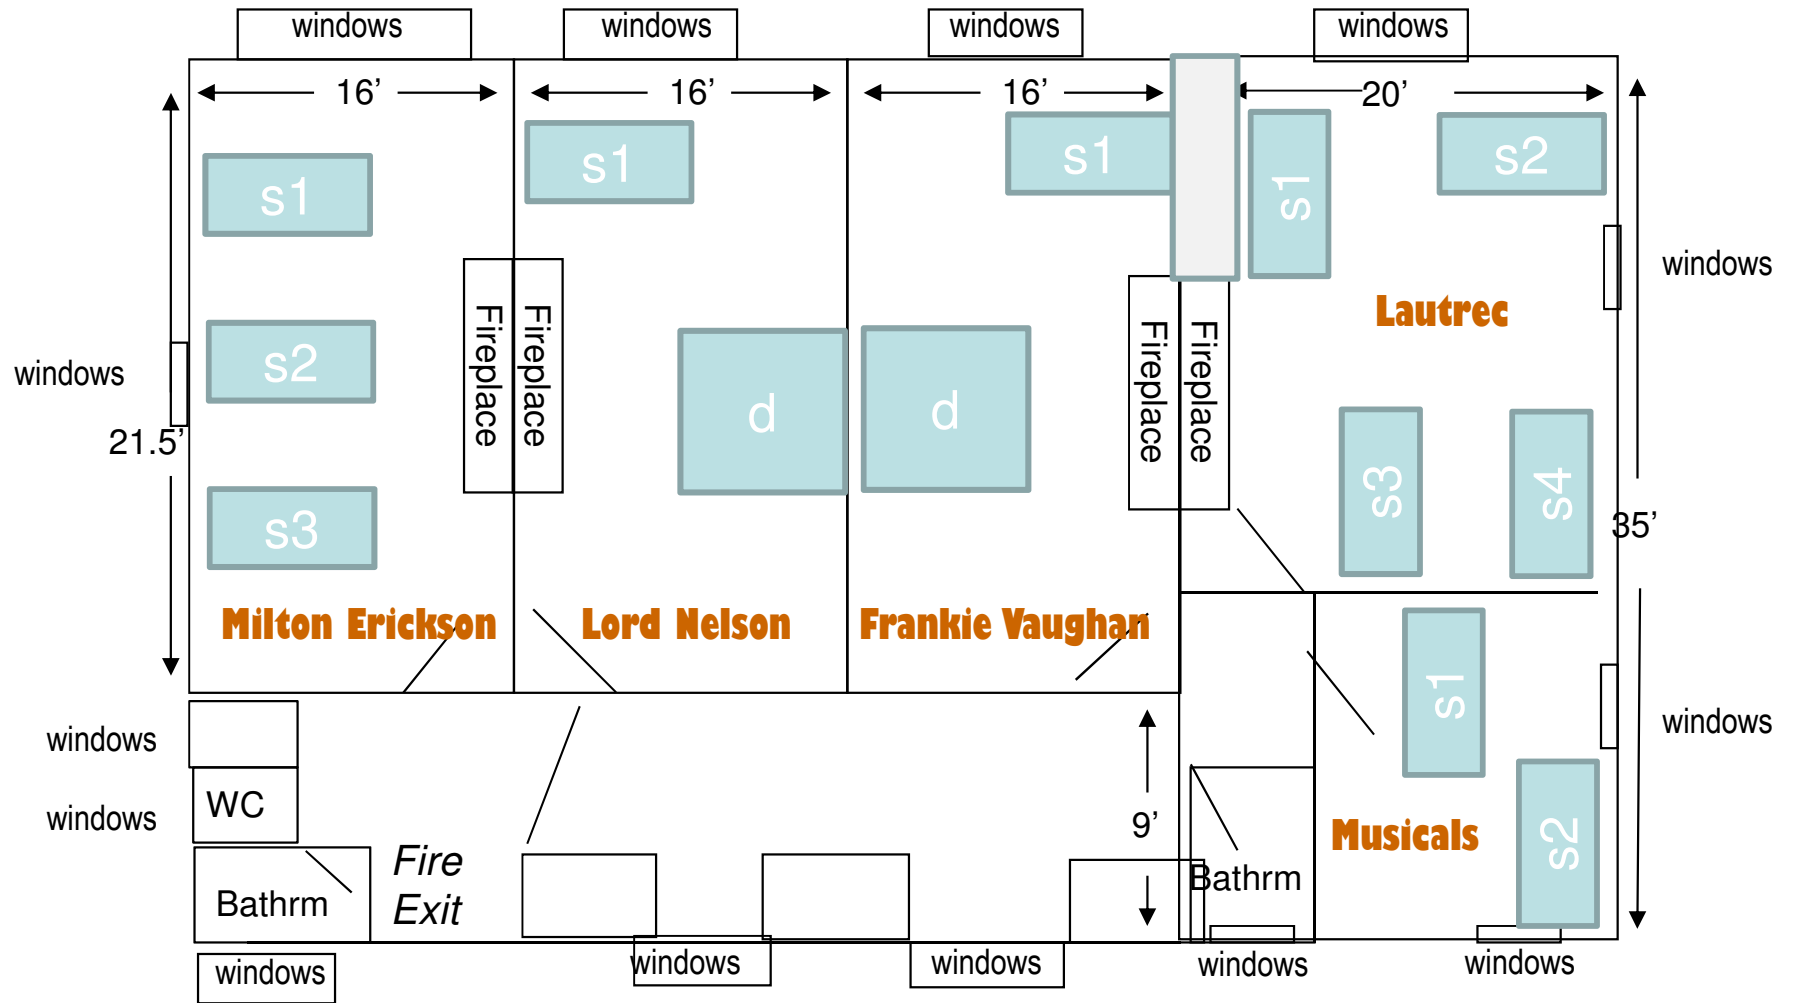 windows
windows
windows
windows
16’
16’
16’
20’
s1
s1
s1
s1
s2
windows
Lautrec
Fireplace
Fireplace
Fireplace
Fireplace
windows
s2
d
d
21.5’
s3
s3
s4
35’
Milton Erickson
Lord Nelson
Frankie Vaughan
s1
windows
windows
WC
windows
9’
Musicals
s2
Fire
Exit
Bathrm
Bathrm
windows
windows
windows
windows
windows